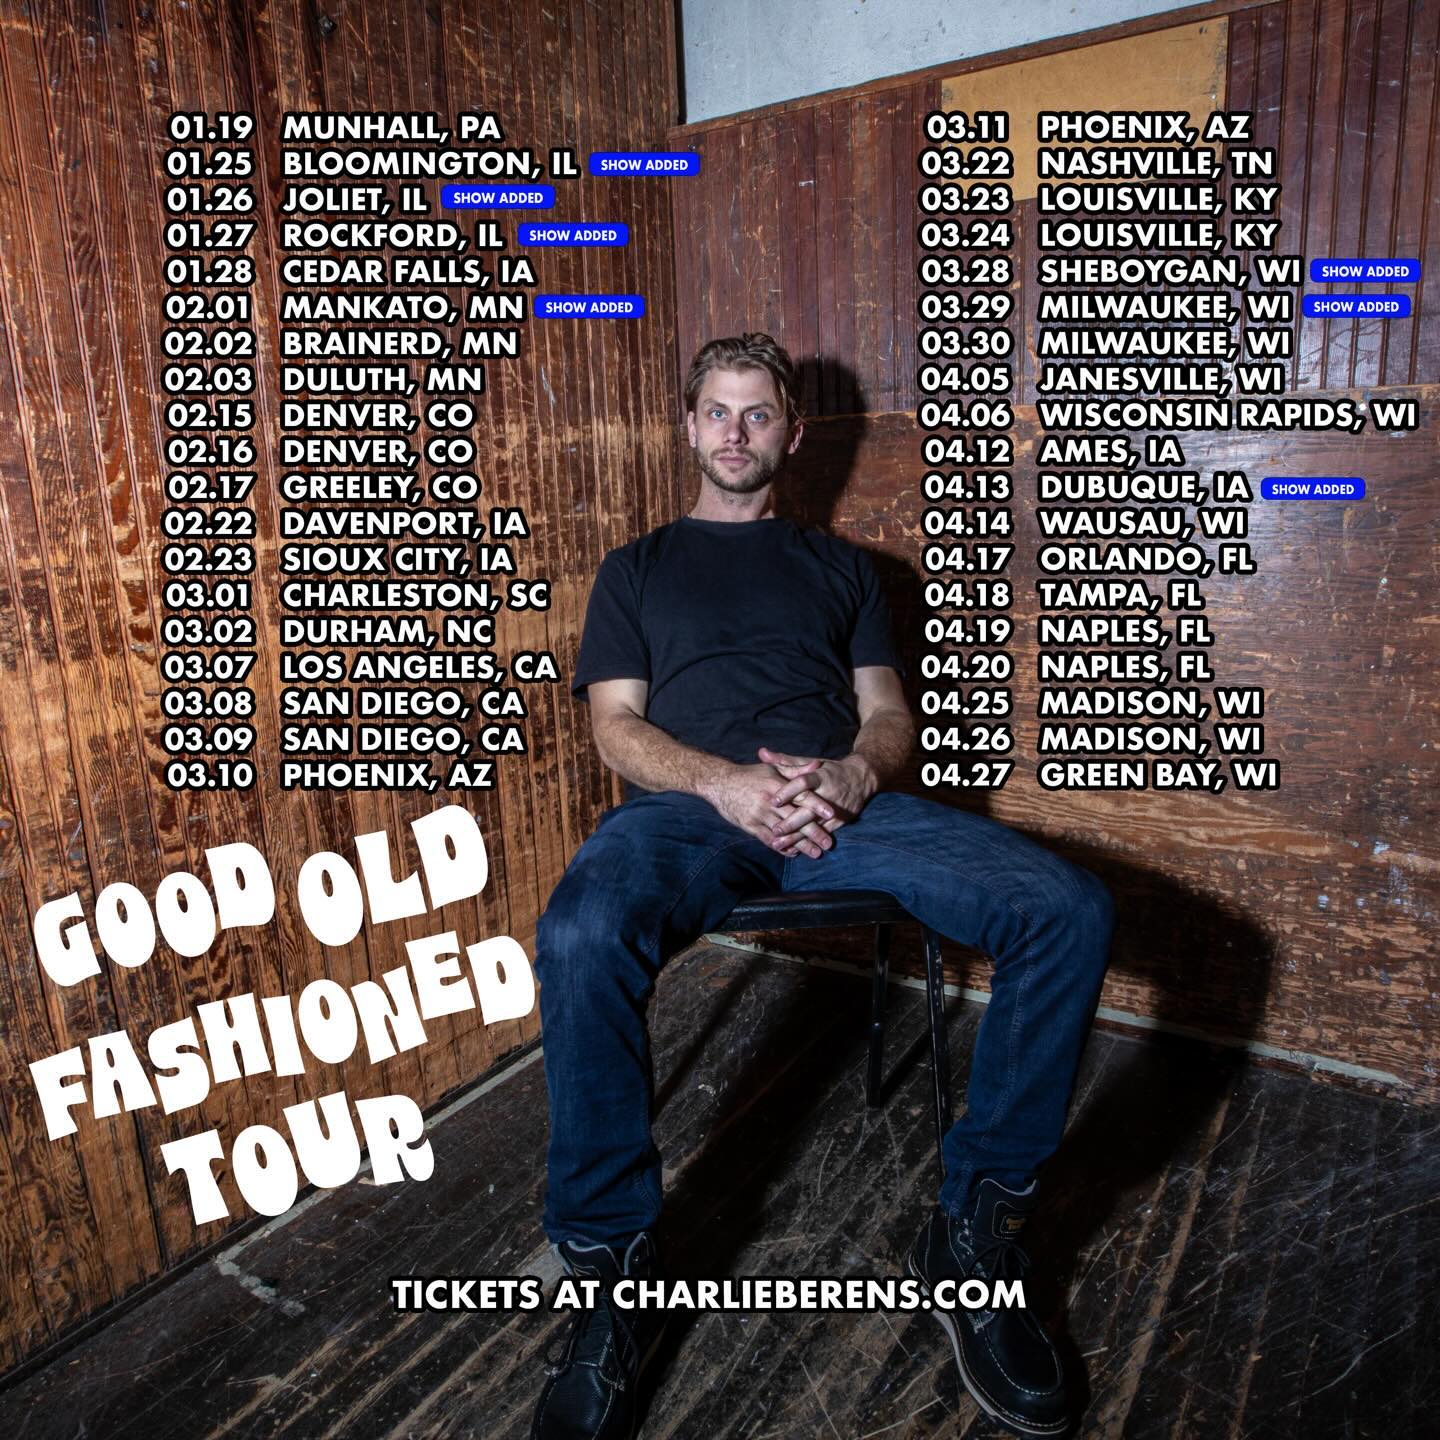 01.19 MUNHALL, PA
01.25 BLOOMINGTON, IL SHOW ADDED
01.26 JOLIET, IL SHOW ADDED
01.27 ROCKFORD, IL SHOW ADDED
01.28 CEDAR FALLS, IA
02.01 MANKATO, MN SHOW ADDED
02.02 BRAINERD, MN
02.03 DULUTH, MN
02.15 DENVER, CO
02.16 DENVER, CO
02.17 GREELEY, CO
02.22 DAVENPORT, IA
02.23 SIOUX CITY, IA
03.01 CHARLESTON, SC
03.02 DURHAM, NC
03.07 LOS ANGELES, CA
03.08 SAN DIEGO, CA
03.09 SAN DIEGO, CA
03.10 PHOENIX, AZ
03.11 PHOENIX, AZ
03.22 NASHVILLE, TN
03.23 LOUISVILLE, KY
03.24 LOUISVILLE, KY
03.28 SHEBOYGAN, WI SHOW ADDED
03.29 MILWAUKEE, WI SHOW ADDED
03.30 MILWAUKEE, WI
04.05 JANESVILLE, WI
04.06 WISCONSIN RAPIDS, WI
04.12 AMES, IA
04.13 DUBUQUE, IA SHOW ADDED
04.14 WAUSAU, WI
04.17 ORLANDO, FL
04.18 TAMPA, FL
04.19 NAPLES, FL
04.20 NAPLES, FL
04.25 MADISON, WI
04.26 MADISON, WI
04.27 GREEN BAY, WI
GOOD OLD
FASHIONED
TOUR
TICKETS AT CHARLIEBERENS.COM